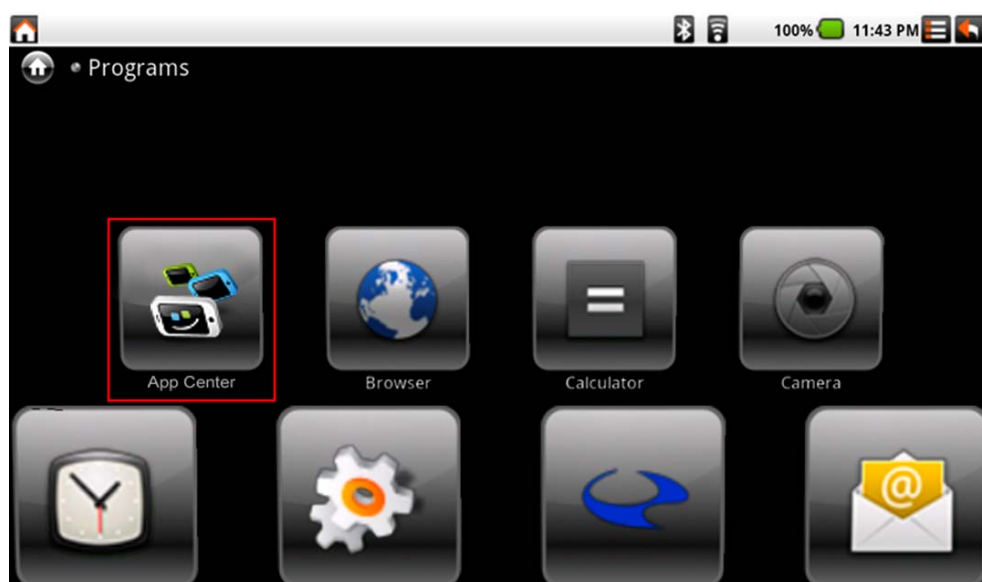 100% 11:43 PM
Programs
App Center
Browser
Calculator
Camera
@